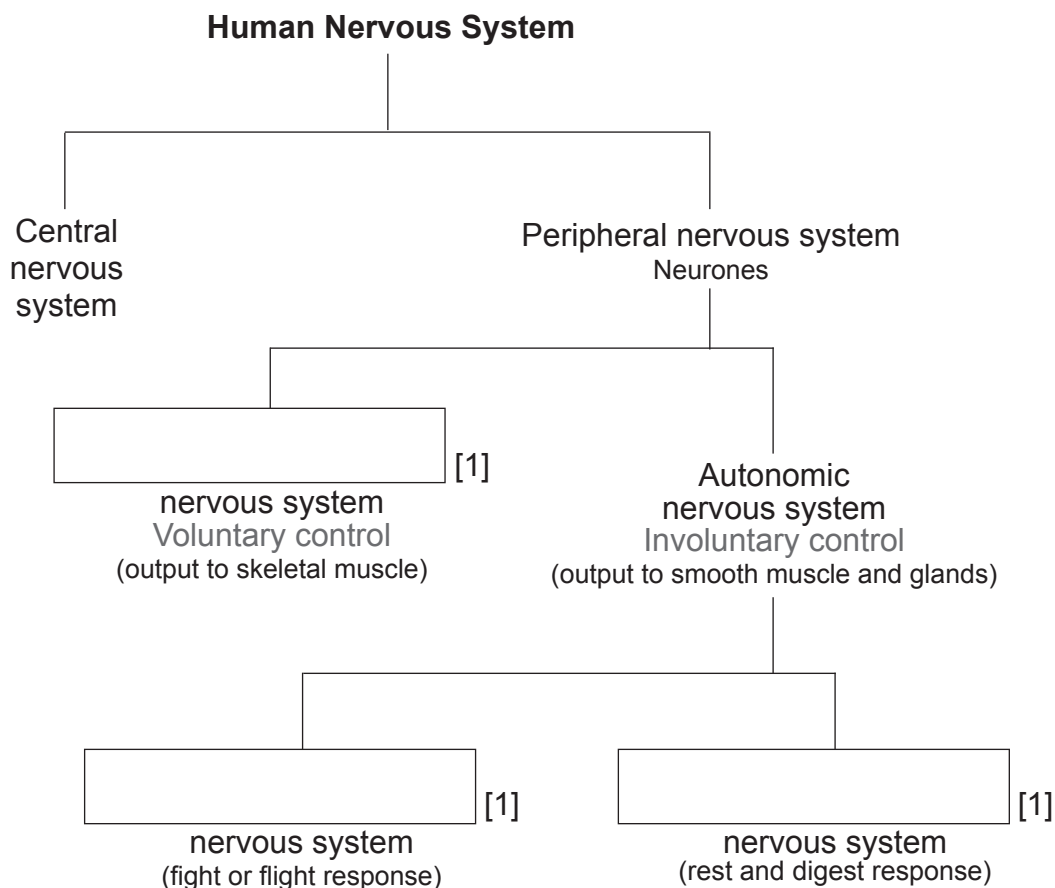 Human Nervous System
Central
nervous
system
Peripheral nervous system
Neurones
[1]
nervous system
Voluntary control
(output to skeletal muscle)
Autonomic
nervous system
Involuntary control
(output to smooth muscle and glands)
[1]
nervous system
(fight or flight response)
[1]
nervous system
(rest and digest response)